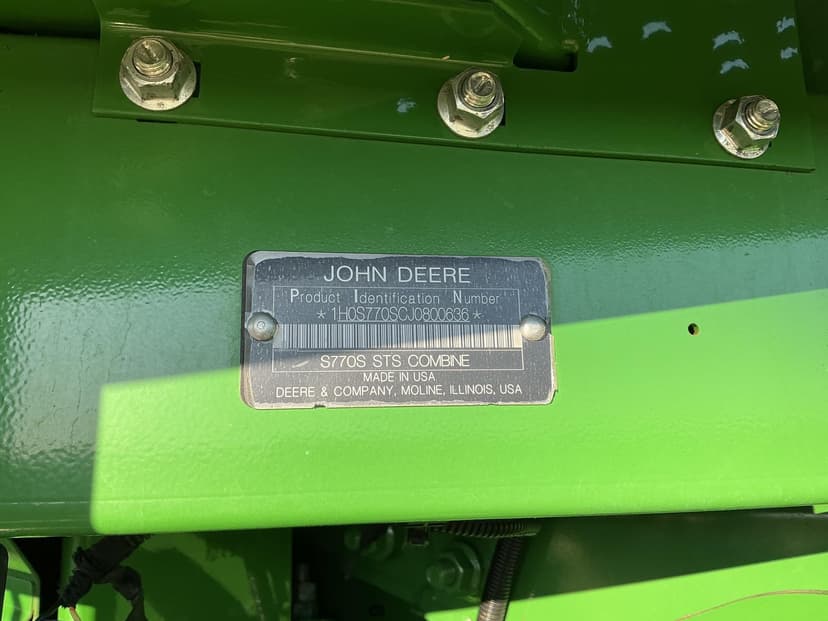 JOHN DEERE
Product Identification Number
*1H0S770SCJ0800636*
S770S STS COMBINE
MADE IN USA
DEERE & COMPANY, MOLINE, ILLINOIS, USA